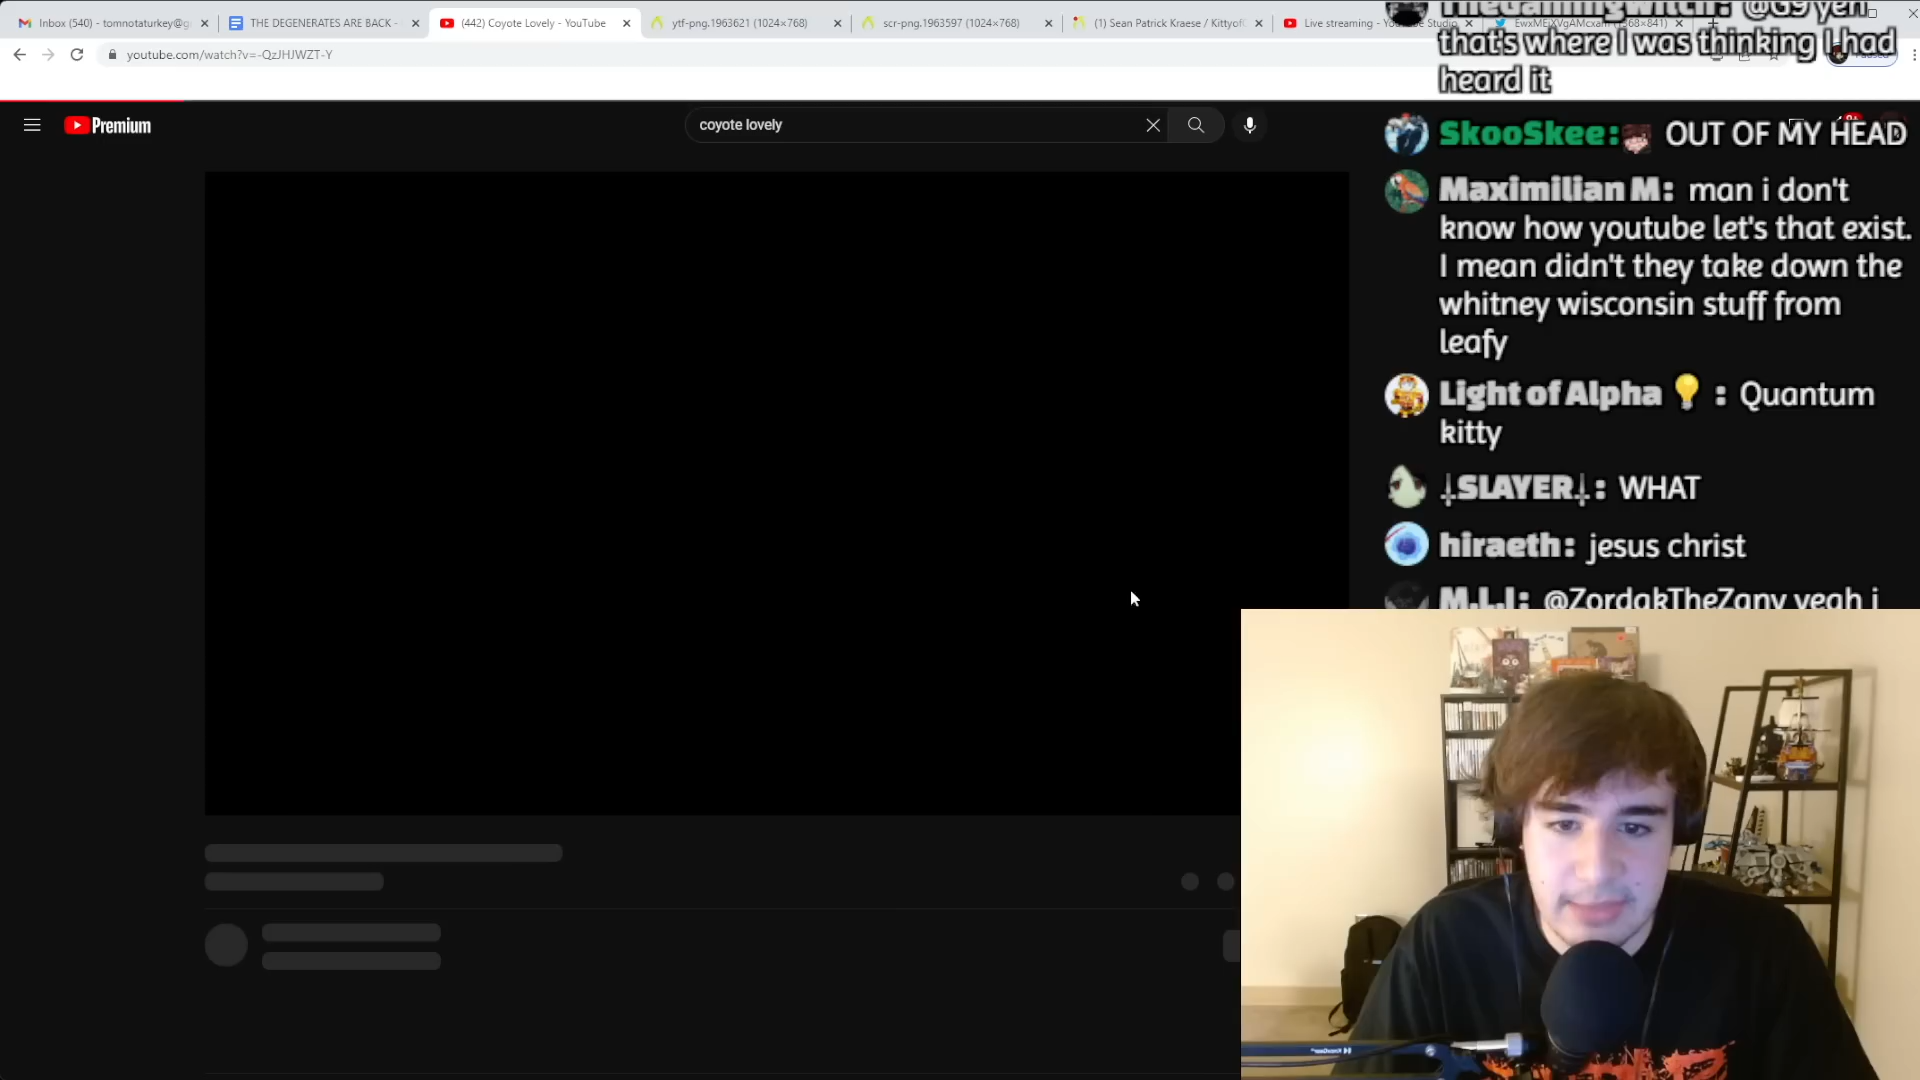 Inbox (540) - tomnotaturkey@g
THE DEGENERATES ARE BACK -
(442) Coyote Lovely - YouTube
ytf-png.1963621 (1024×768)
scr-png.1963597 (1024×768)
(1) Sean Patrick Kraese / Kittyof
Live streaming - YouTube Studio
youtube.com/watch?v=-QzJHJWZT-Y
Premium
coyote lovely
that's where I was thinking I had
heard it
SkooSkee: OUT OF MY HEAD
Maximilian M: man i don't
know how youtube let's that exist.
I mean didn't they take down the
whitney wisconsin stuff from
leafy
Light of Alpha 💡 : Quantum
kitty
⸸SLAYER⸸: WHAT
hiraeth: jesus christ
M.L.I: @ZordakTheZany yeah i